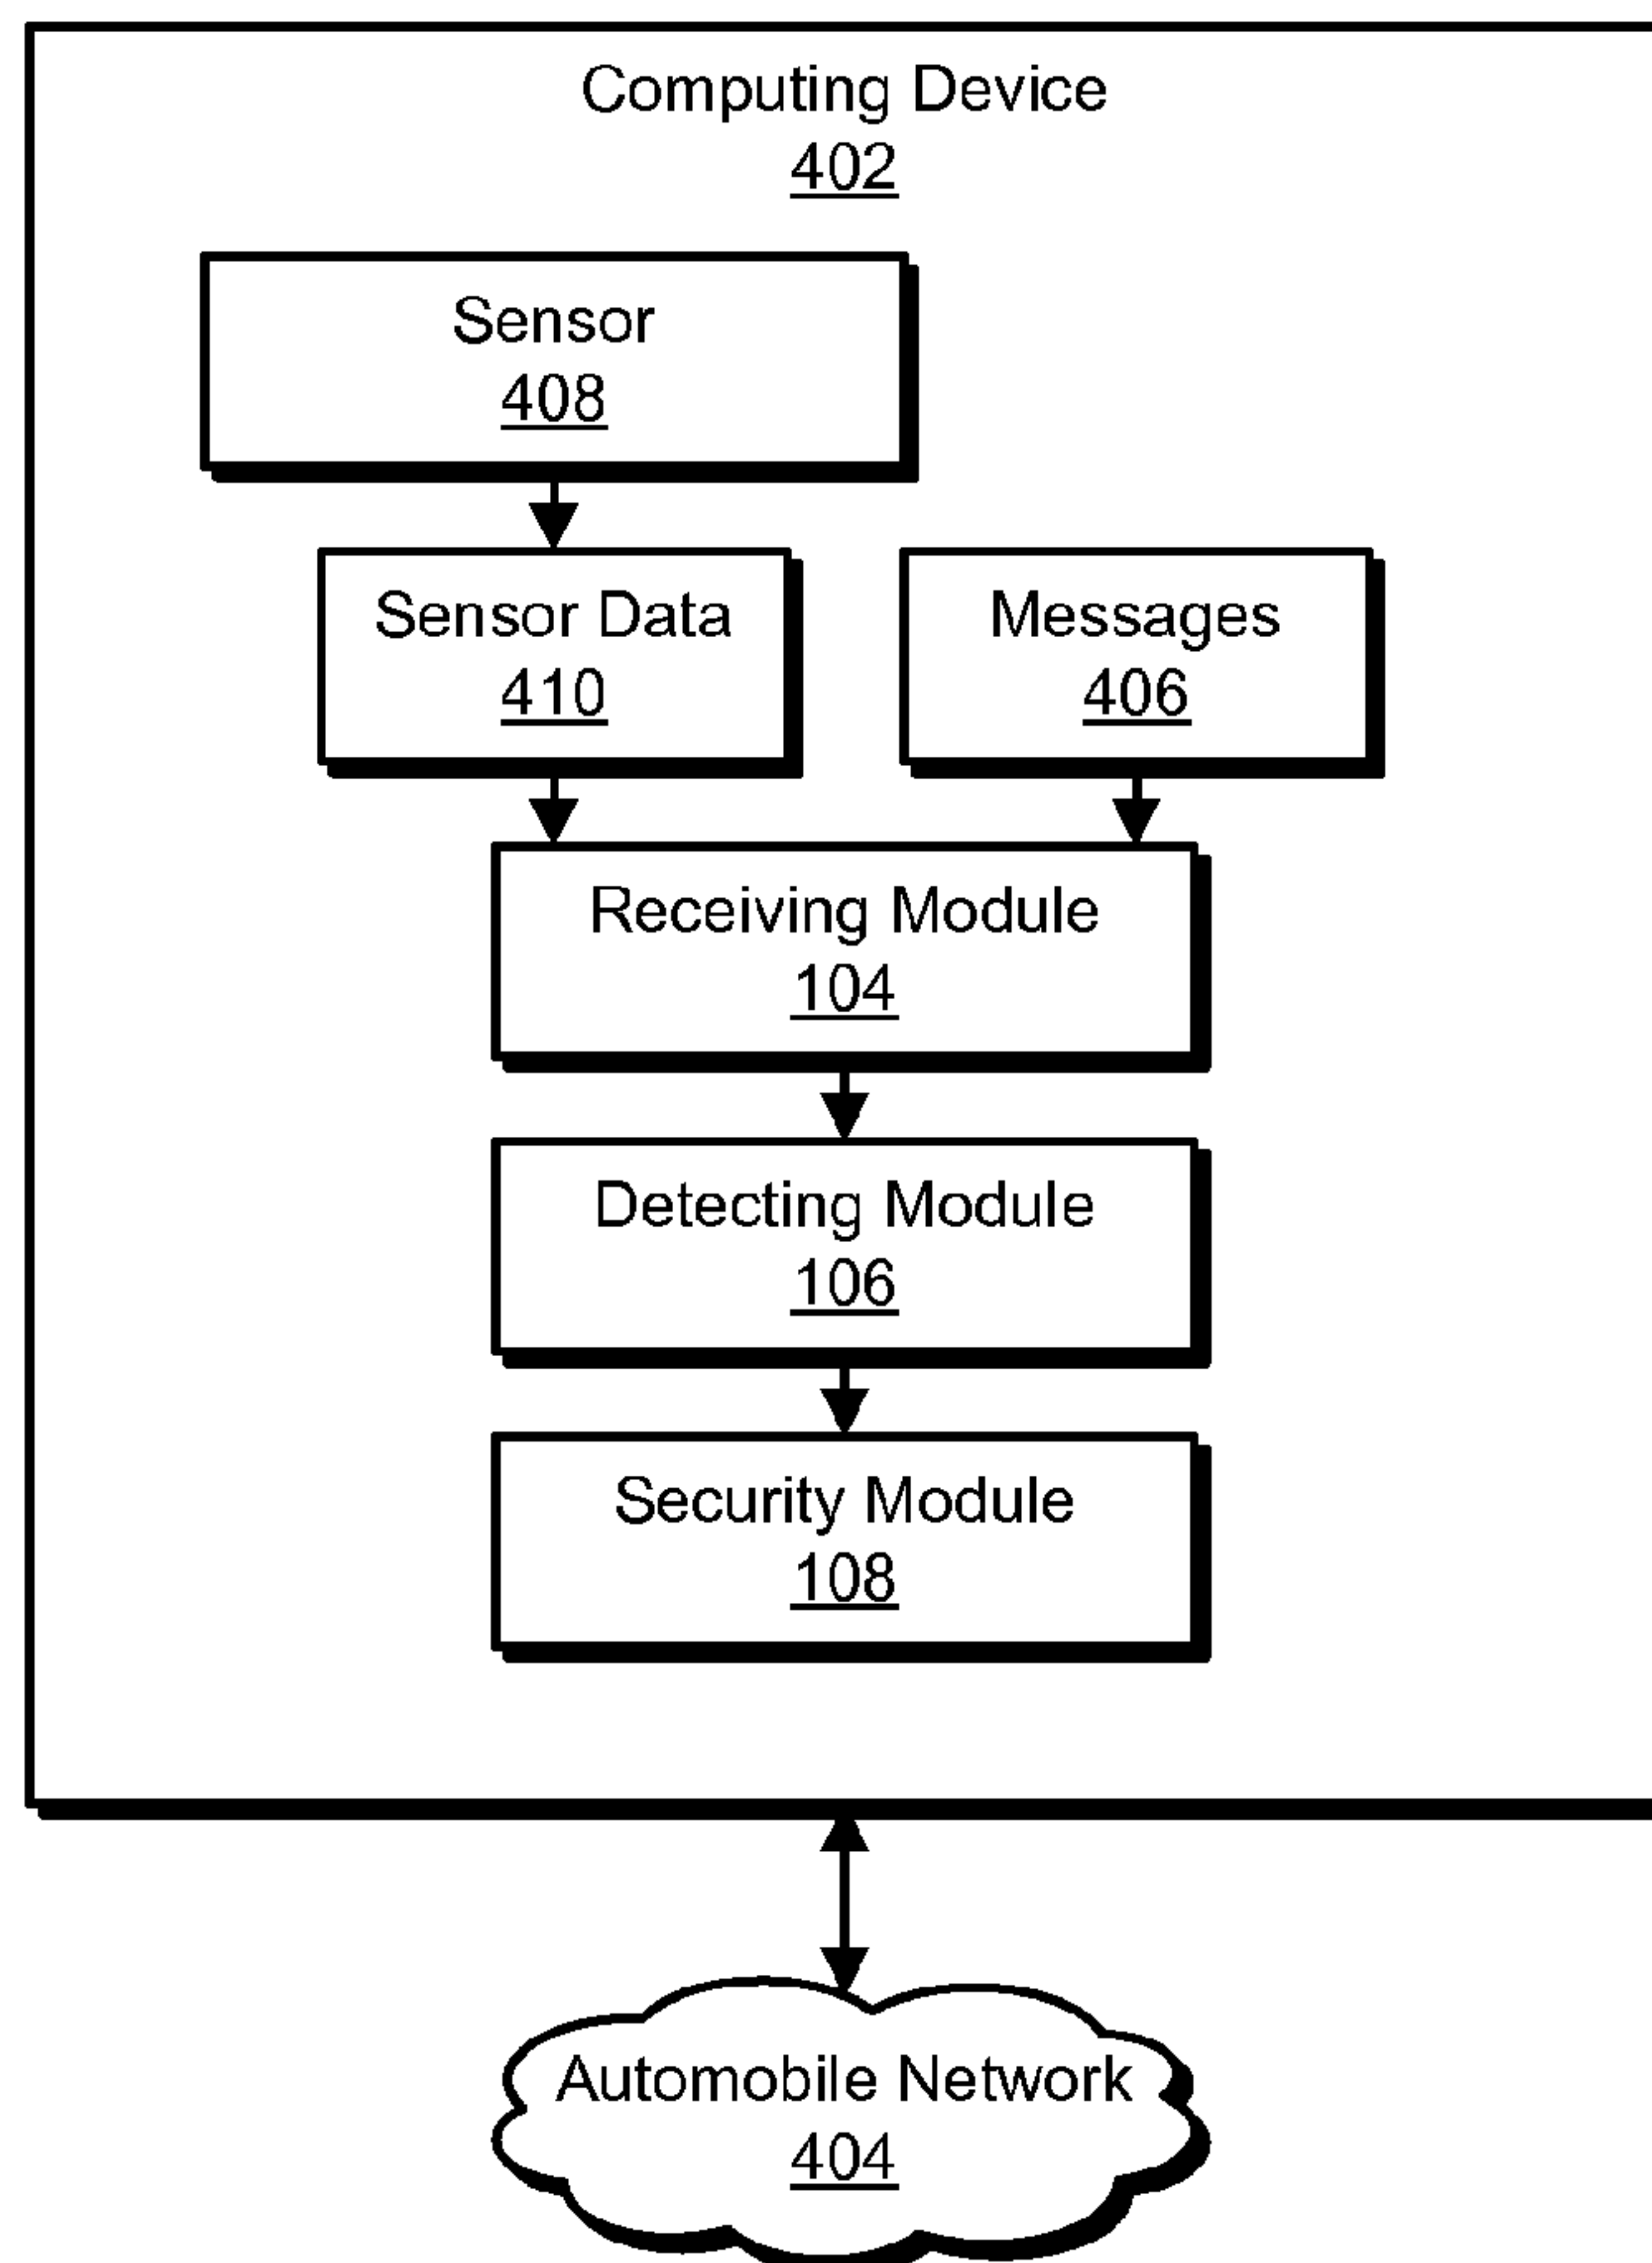 Computing Device
402
Sensor
408
Sensor Data
410
Messages
406
Receiving Module
104
Detecting Module
106
Security Module
108
Automobile Network
404